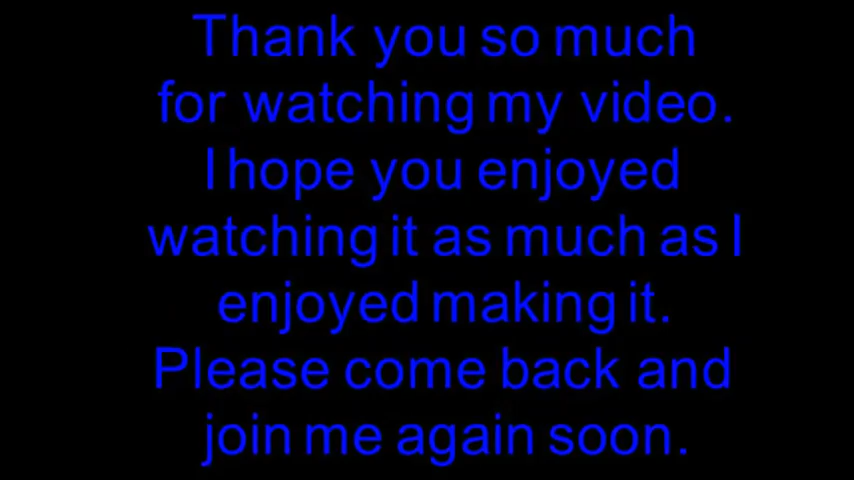 Thank you so much
for watching my video.
I hope you enjoyed
watching it as much as I
enjoyed making it.
Please come back and
join me again soon.